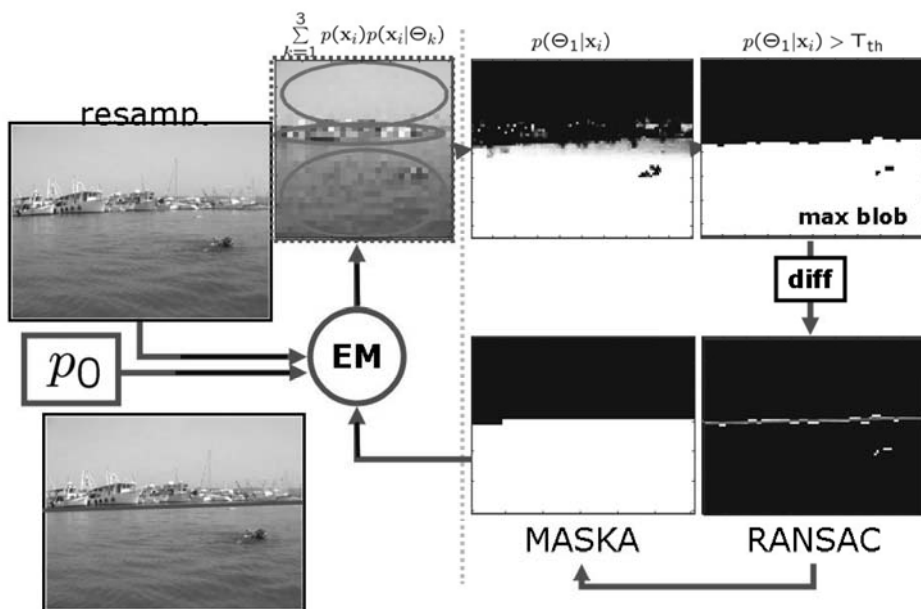 3
∑ p(x_i)p(x_i|Θ_k)
k=1
p(Θ_1|x_i)
p(Θ_1|x_i) > T_th
resamp.
max blob
diff
p_0
EM
MASKA
RANSAC